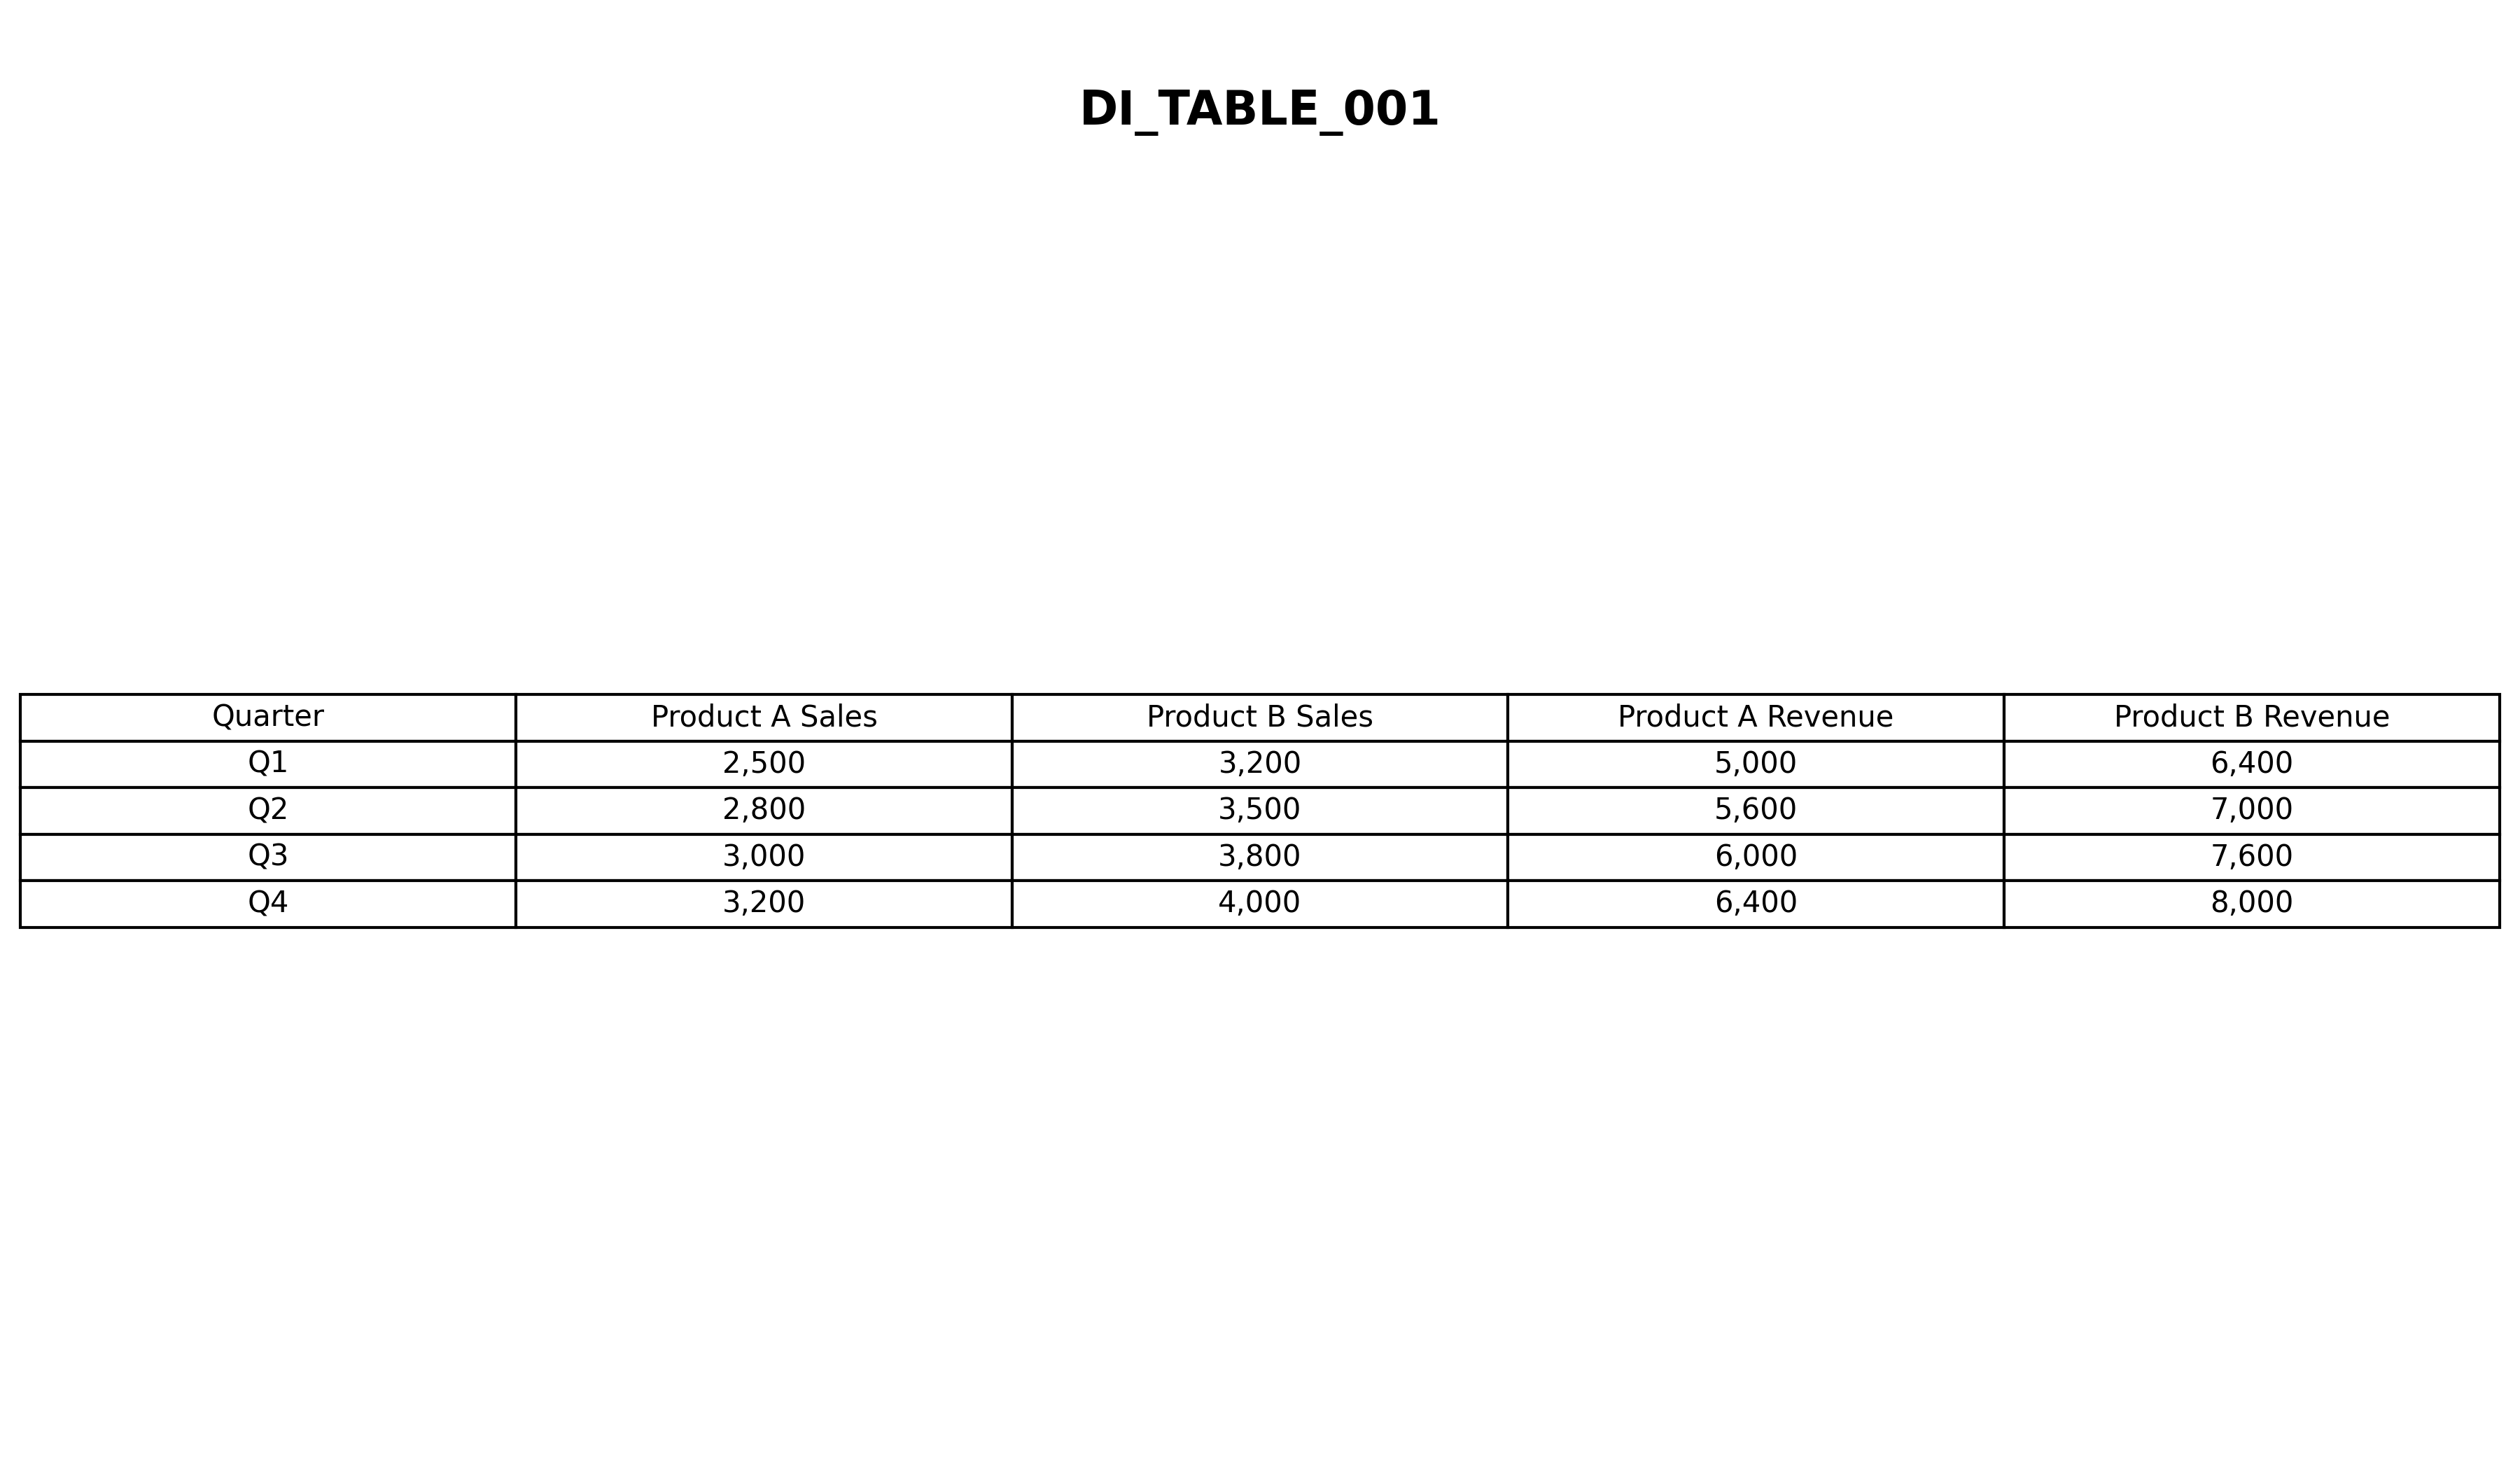 DI_TABLE_001
Quarter Product A Sales Product B Sales Product A Revenue Product B Revenue
Q1 2,500 3,200 5,000 6,400
Q2 2,800 3,500 5,600 7,000
Q3 3,000 3,800 6,000 7,600
Q4 3,200 4,000 6,400 8,000